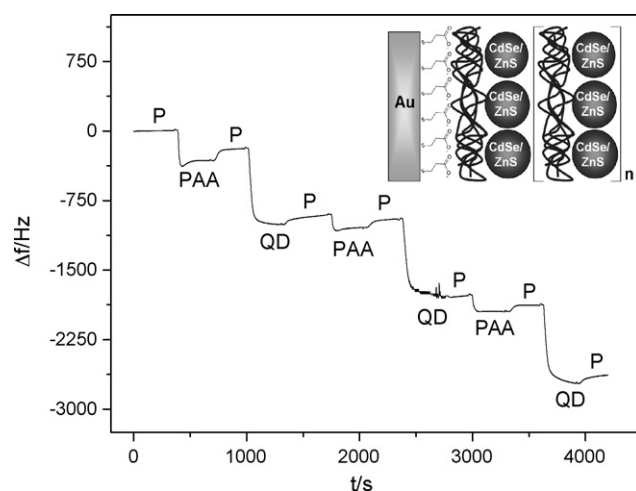 750
0
-750
-1500
-2250
-3000
Δf/Hz
0
1000
2000
3000
4000
t/s
P
PAA
P
QD
P
PAA
P
QD
P
PAA
P
QD
P
Au
CdSe/
ZnS
CdSe/
ZnS
CdSe/
ZnS
CdSe/
ZnS
CdSe/
ZnS
CdSe/
ZnS
n